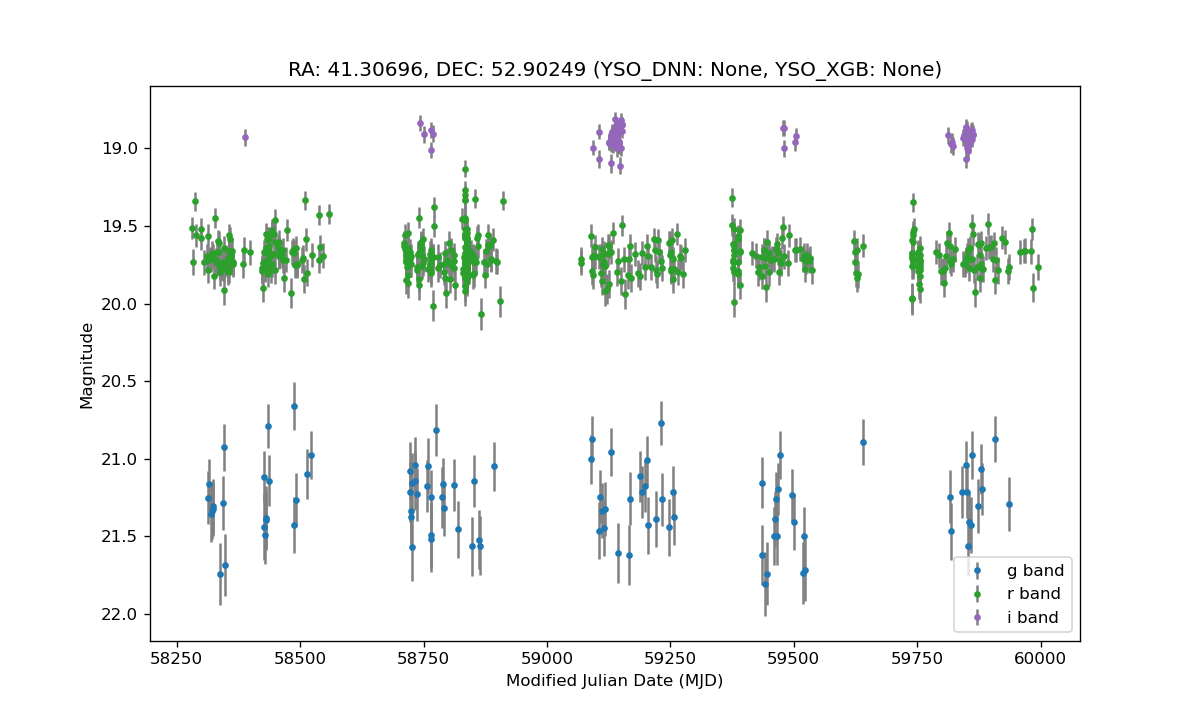 RA: 41.30696, DEC: 52.90249 (YSO_DNN: None, YSO_XGB: None)
19.0
19.5
20.0
20.5
21.0
21.5
22.0
Magnitude
g band
r band
i band
58250
58500
58750
59000
59250
59500
59750
60000
Modified Julian Date (MJD)